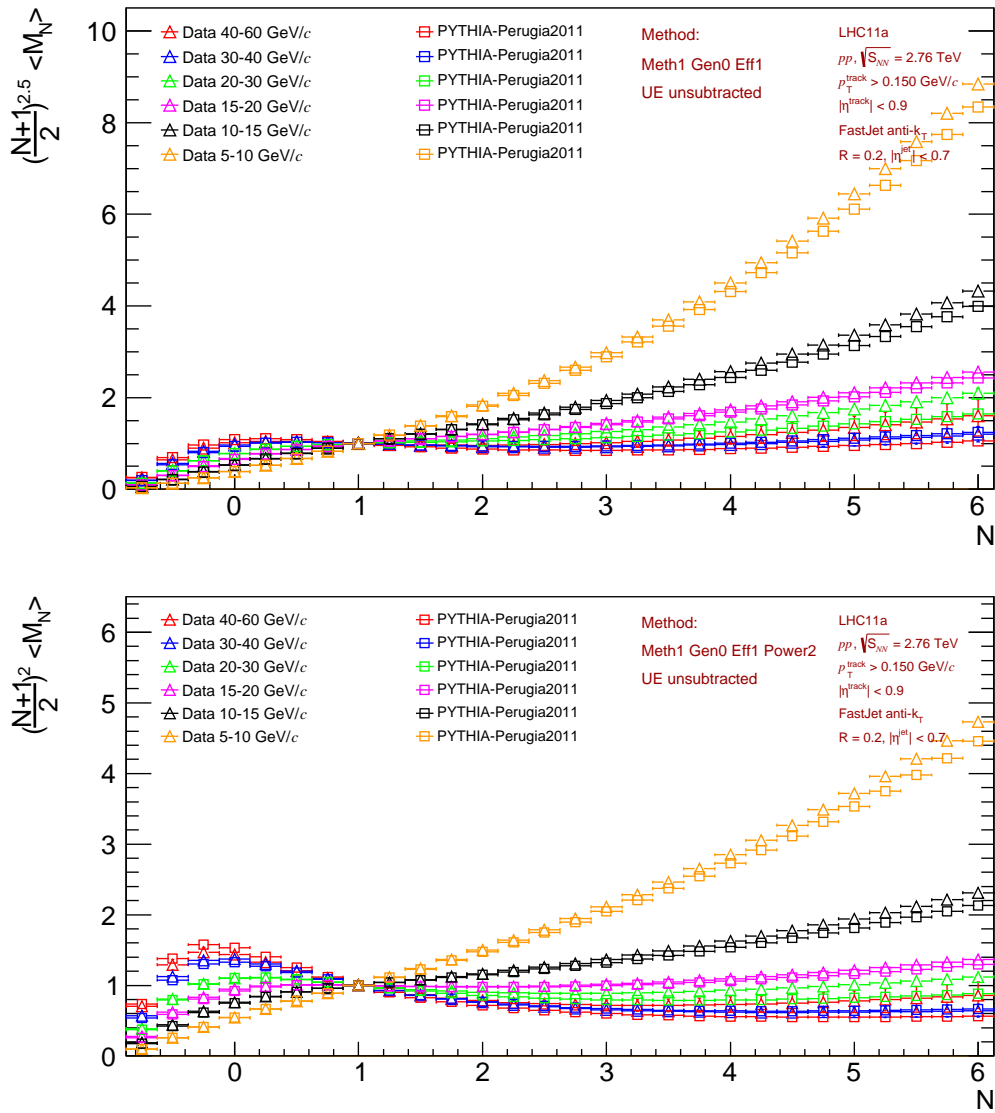 ((N+1)/2)^2.5 <M_N>
10
8
6
4
2
0
Data 40-60 GeV/c
Data 30-40 GeV/c
Data 20-30 GeV/c
Data 15-20 GeV/c
Data 10-15 GeV/c
Data 5-10 GeV/c
PYTHIA-Perugia2011
PYTHIA-Perugia2011
PYTHIA-Perugia2011
PYTHIA-Perugia2011
PYTHIA-Perugia2011
PYTHIA-Perugia2011
Method:
Meth1 Gen0 Eff1
UE unsubtracted
LHC11a
pp, √S_NN = 2.76 TeV
p_T^track > 0.150 GeV/c
|η^track| < 0.9
FastJet anti-k_T
R = 0.2, |η^jet| < 0.7
0 1 2 3 4 5 6
N
((N+1)/2)^2 <M_N>
6
5
4
3
2
1
0
Data 40-60 GeV/c
Data 30-40 GeV/c
Data 20-30 GeV/c
Data 15-20 GeV/c
Data 10-15 GeV/c
Data 5-10 GeV/c
PYTHIA-Perugia2011
PYTHIA-Perugia2011
PYTHIA-Perugia2011
PYTHIA-Perugia2011
PYTHIA-Perugia2011
PYTHIA-Perugia2011
Method:
Meth1 Gen0 Eff1 Power2
UE unsubtracted
LHC11a
pp, √S_NN = 2.76 TeV
p_T^track > 0.150 GeV/c
|η^track| < 0.9
FastJet anti-k_T
R = 0.2, |η^jet| < 0.7
0 1 2 3 4 5 6
N